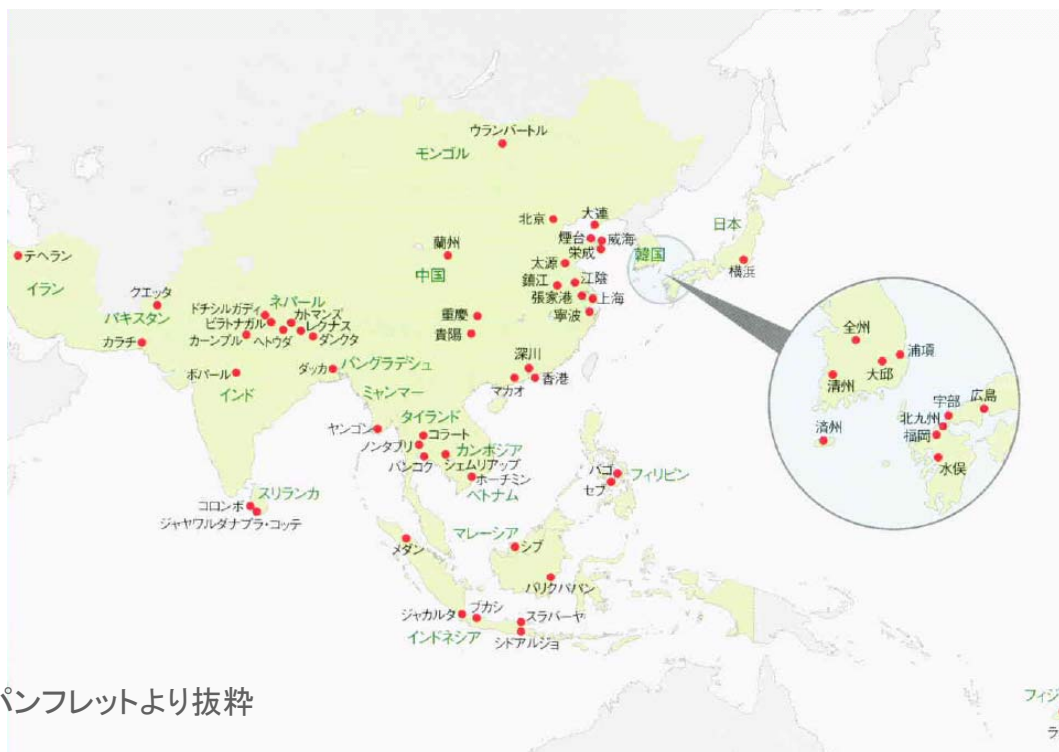 ウランバートル
モンゴル
北京
大連
日本
煙台
威海
栄成
蘭州
韓国
太源
横浜
テヘラン
中国
鎮江
江陰
イラン
クエッタ
張家港
上海
ドチシルガディ
ネパール
カトマンズ
パキスタン
ビラトナガル
レクナス
重慶
寧波
カラチ
カーンプル
ヘトウダ
ダンクタ
貴陽
全州
浦項
ボパール
ダッカ
バングラデシュ
深川
大邱
インド
ミャンマー
マカオ
香港
清州
宇部
広島
タイランド
北九州
ヤンゴン
コラート
済州
福岡
ノンタブリ
カンボジア
水俣
バンコク
シェムリアップ
バゴ
フィリピン
ホーチミン
セブ
ベトナム
コロンボ
スリランカ
ジャヤワルダナプラ・コッテ
マレーシア
メダン
シブ
バリクパパン
ジャカルタ
ブカシ
スラバーヤ
インドネシア
シドアルジョ
パンフレットより抜粋
フィジ
ラ